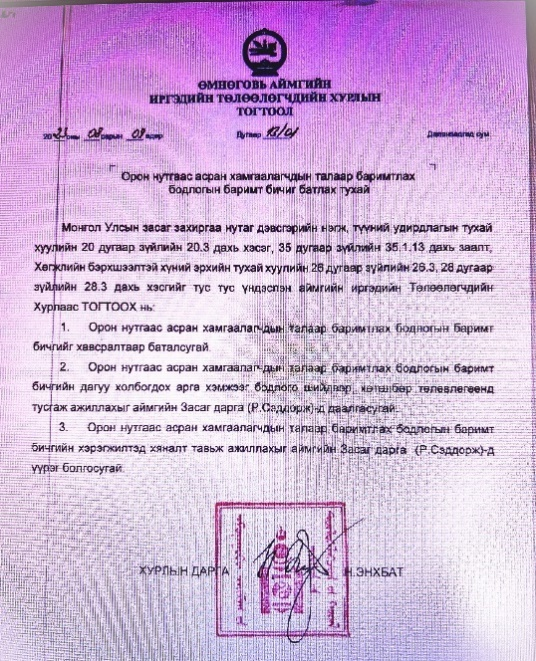 ӨМНӨГОВЬ АЙМГИЙН
ИРГЭДИЙН ТӨЛӨӨЛӨГЧДИЙН ХУРЛЫН
ТОГТООЛ
2023 оны 08 сарын 09 өдөр Дугаар 12/01 Даланзадгад сум
Орон нутгаас асран хамгаалагчдын талаар баримтлах
бодлогын баримт бичиг батлах тухай
Монгол Улсын засаг захиргаа нутаг дэвсгэрийн нэгж, түүний удирдлагын тухай
хуулийн 20 дугаар зүйлийн 20.3 дахь хэсэг, 35 дугаар зүйлийн 35.1.13 дахь заалт,
Хөгжлийн бэрхшээлтэй хүний эрхийн тухай хуулийн 26 дугаар зүйлийн 26.3, 28 дугаар
зүйлийн 28.3 дахь хэсгийг тус тус үндэслэн аймгийн иргэдийн Төлөөлөгчдийн
Хурлаас ТОГТООХ нь:
1. Орон нутгаас асран хамгаалагчдын талаар баримтлах бодлогын баримт
бичгийг хавсралтаар баталсугай.
2. Орон нутгаас асран хамгаалагчдын талаар баримтлах бодлогын баримт
бичгийн дагуу холбогдох арга хэмжээг бодлого шийдвэр, хөтөлбөр төлөвлөгөөнд
тусгаж ажиллахыг аймгийн Засаг дарга (Р.Сэддорж)-д даалгасугай.
3. Орон нутгаас асран хамгаалагчдын талаар баримтлах бодлогын баримт
бичгийн хэрэгжилтэд хяналт тавьж ажиллахыг аймгийн Засаг дарга (Р.Сэддорж)-д
үүрэг болгосугай.
ХУРЛЫН ДАРГА Н.ЭНХБАТ